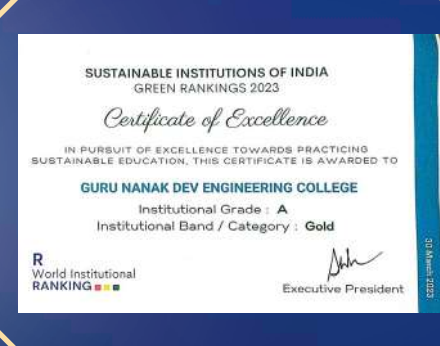 SUSTAINABLE INSTITUTIONS OF INDIA
GREEN RANKINGS 2023
Certificate of Excellence
IN PURSUIT OF EXCELLENCE TOWARDS PRACTICING
SUSTAINABLE EDUCATION, THIS CERTIFICATE IS AWARDED TO
GURU NANAK DEV ENGINEERING COLLEGE
Institutional Grade : A
Institutional Band / Category : Gold
R
World Institutional
RANKING
Executive President
30 March 2023